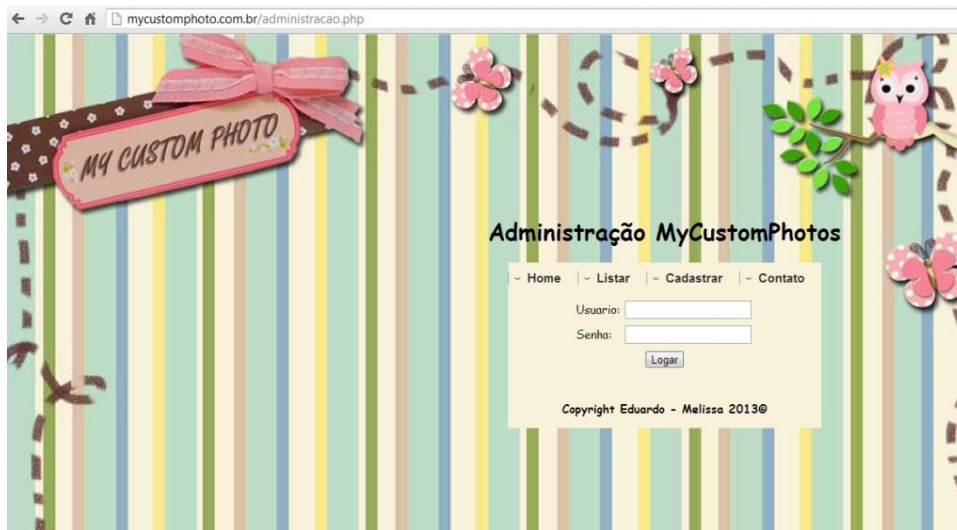 mycustomphoto.com.br/administracao.php
MY CUSTOM PHOTO
Administração MyCustomPhotos
Home Listar Cadastrar Contato
Usuario:
Senha:
Logar
Copyright Eduardo - Melissa 2013©